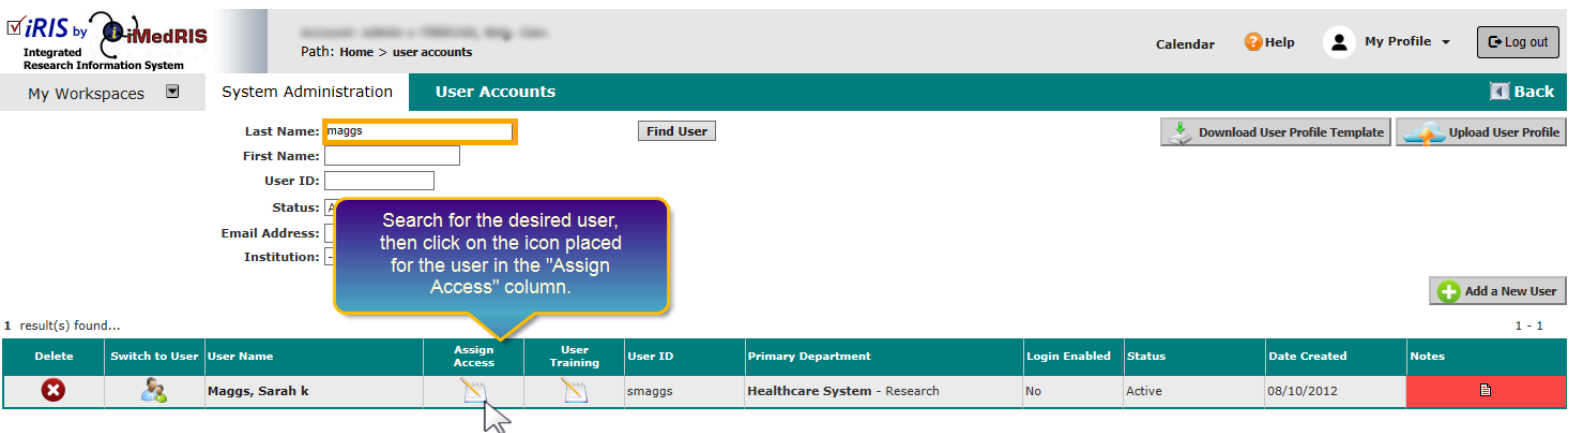 iRIS by iMedRIS
Integrated
Research Information System
Path: Home > user accounts
Calendar
?Help
My Profile
Log out
My Workspaces
System Administration
User Accounts
Back
Last Name: maggs
Find User
Download User Profile Template
Upload User Profile
First Name:
User ID:
Status: A
Email Address:
Institution: -
Search for the desired user,
then click on the icon placed
for the user in the "Assign
Access" column.
Add a New User
1 result(s) found...
1 - 1
Delete Switch to User User Name Assign Access User Training User ID Primary Department Login Enabled Status Date Created Notes
Maggs, Sarah k smaggs Healthcare System - Research No Active 08/10/2012